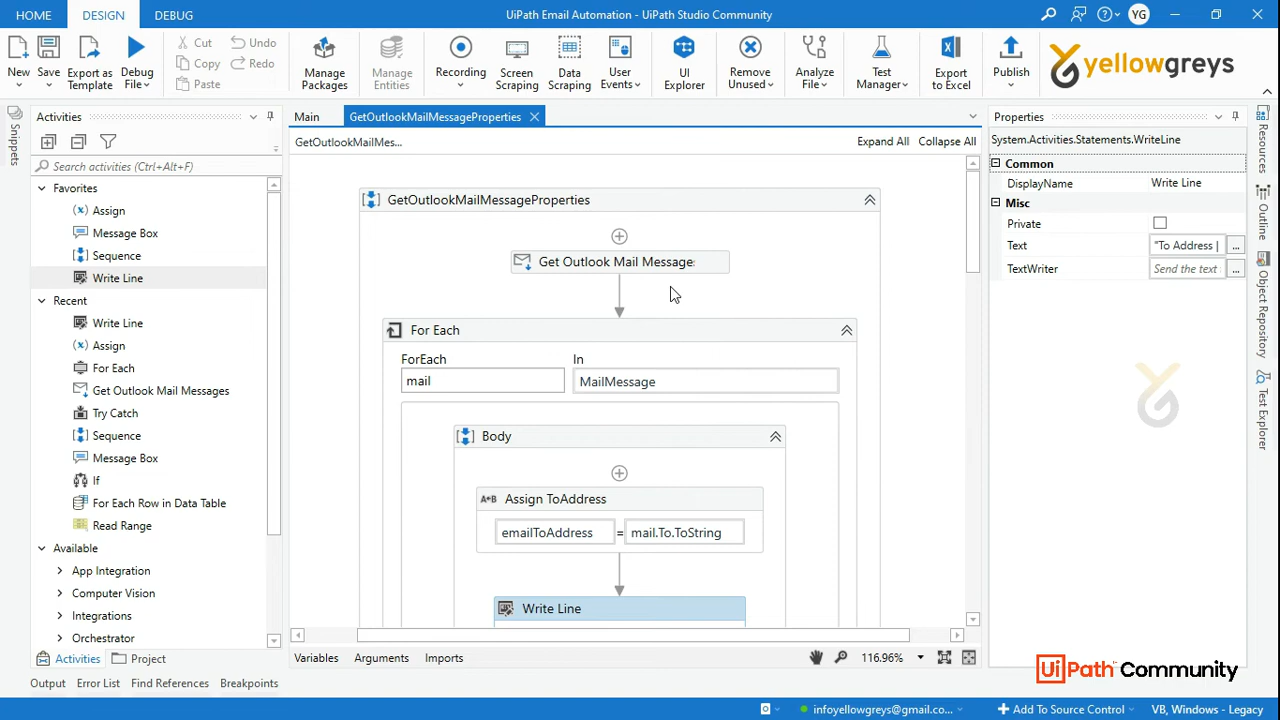 HOME
DESIGN
DEBUG
UiPath Email Automation - UiPath Studio Community
YG
New
Save
Export as Template
Debug File
Cut
Copy
Paste
Undo
Redo
Manage Packages
Manage Entities
Recording
Screen Scraping
Data Scraping
User Events
UI Explorer
Remove Unused
Analyze File
Test Manager
Export to Excel
Publish
yellowgreys
Snippets
Activities
Search activities (Ctrl+Alt+F)
Favorites
Assign
Message Box
Sequence
Write Line
Recent
Write Line
Assign
For Each
Get Outlook Mail Messages
Try Catch
Sequence
Message Box
If
For Each Row in Data Table
Read Range
Available
App Integration
Computer Vision
Integrations
Orchestrator
Activities
Project
Main
GetOutlookMailMessageProperties
GetOutlookMailMes...
Expand All
Collapse All
GetOutlookMailMessageProperties
Get Outlook Mail Message
For Each
ForEach
In
mail
MailMessage
Body
A*B Assign ToAddress
emailToAddress = mail.To.ToString
Write Line
Variables
Arguments
Imports
116.96%
Properties
System.Activities.Statements.WriteLine
Common
DisplayName Write Line
Misc
Private
Text "To Address | ...
TextWriter Send the text ...
Resources
Outline
Object Repository
Test Explorer
UiPath Community
Output
Error List
Find References
Breakpoints
infoyellowgreys@gmail.co...
Add To Source Control
VB, Windows - Legacy